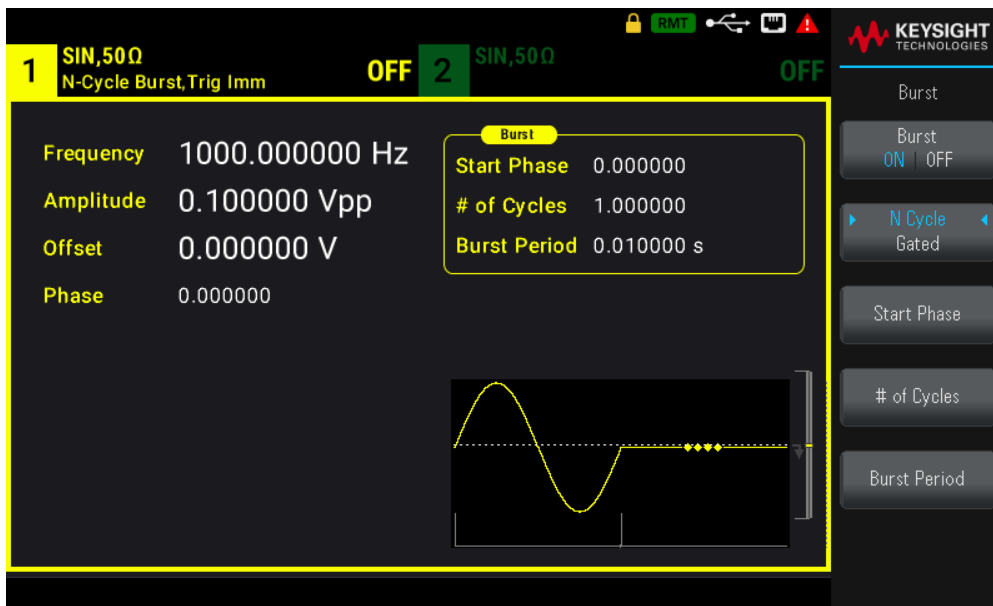 RMT
KEYSIGHT
TECHNOLOGIES
1
SIN,50Ω
N-Cycle Burst,Trig Imm
OFF
2
SIN,50Ω
OFF
Burst
Frequency 1000.000000 Hz
Amplitude 0.100000 Vpp
Offset 0.000000 V
Phase 0.000000
Burst
Start Phase 0.000000
# of Cycles 1.000000
Burst Period 0.010000 s
Burst
ON | OFF
N Cycle
Gated
Start Phase
# of Cycles
Burst Period